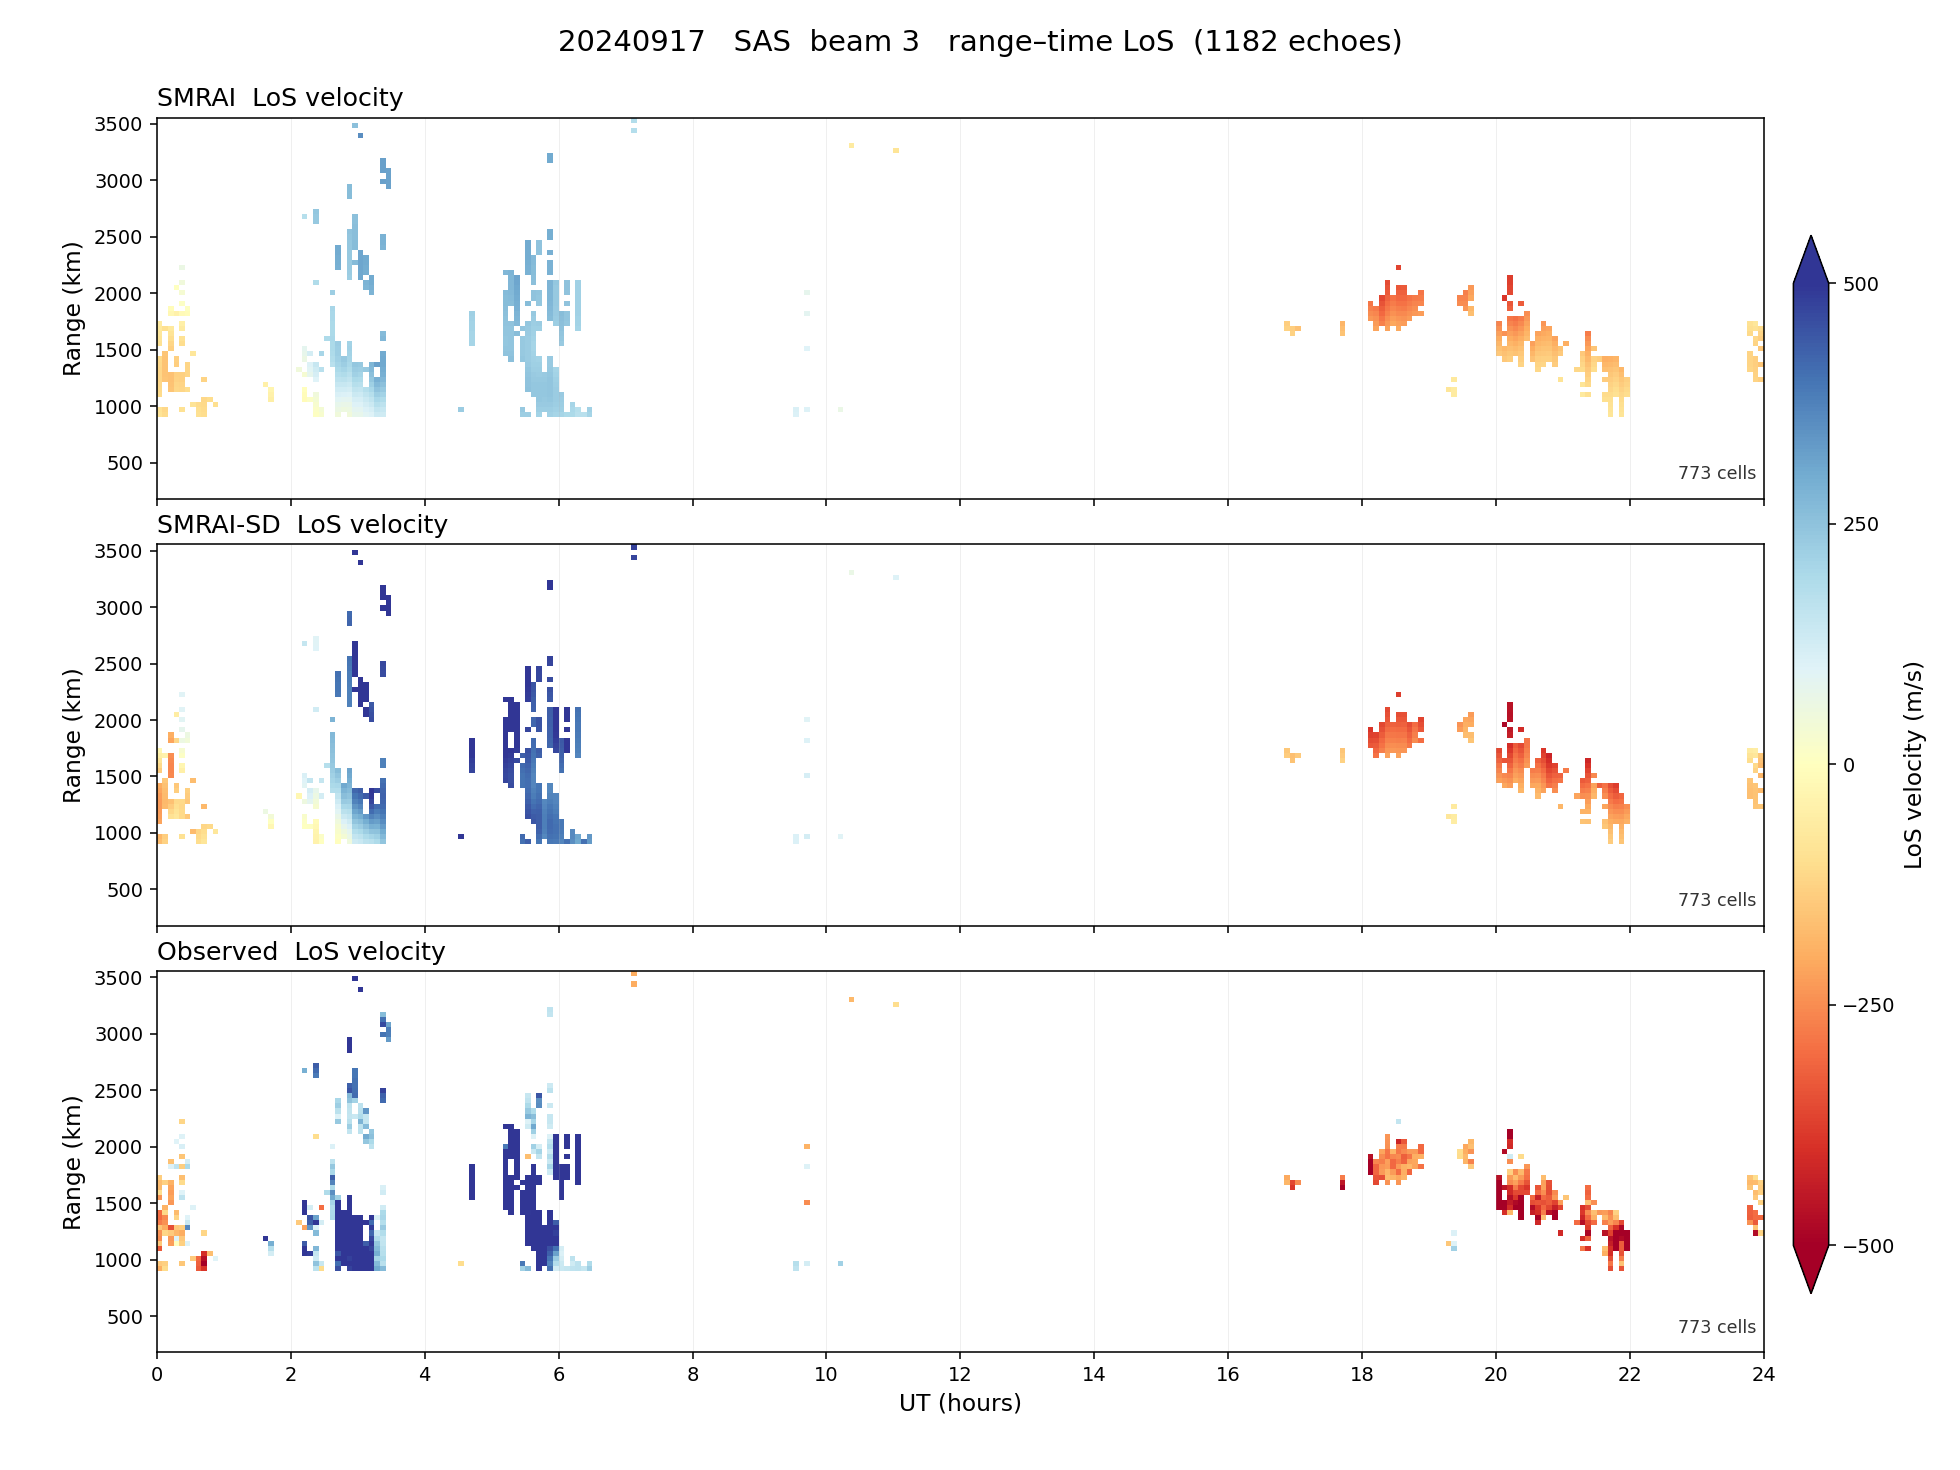 20240917   SAS  beam 3   range–time LoS  (1182 echoes)
SMRAI  LoS velocity
3500
3000
2500
2000
1500
1000
500
Range (km)
773 cells
SMRAI-SD  LoS velocity
3500
3000
2500
2000
1500
1000
500
Range (km)
773 cells
Observed  LoS velocity
3500
3000
2500
2000
1500
1000
500
Range (km)
773 cells
0 2 4 6 8 10 12 14 16 18 20 22 24
UT (hours)
500
250
0
−250
−500
LoS velocity (m/s)